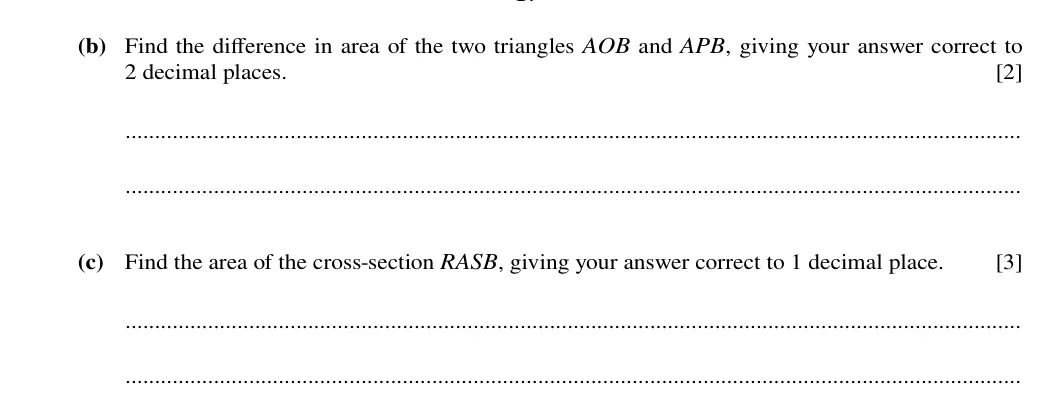 (b) Find the difference in area of the two triangles AOB and APB, giving your answer correct to
2 decimal places. [2]
(c) Find the area of the cross-section RASB, giving your answer correct to 1 decimal place. [3]